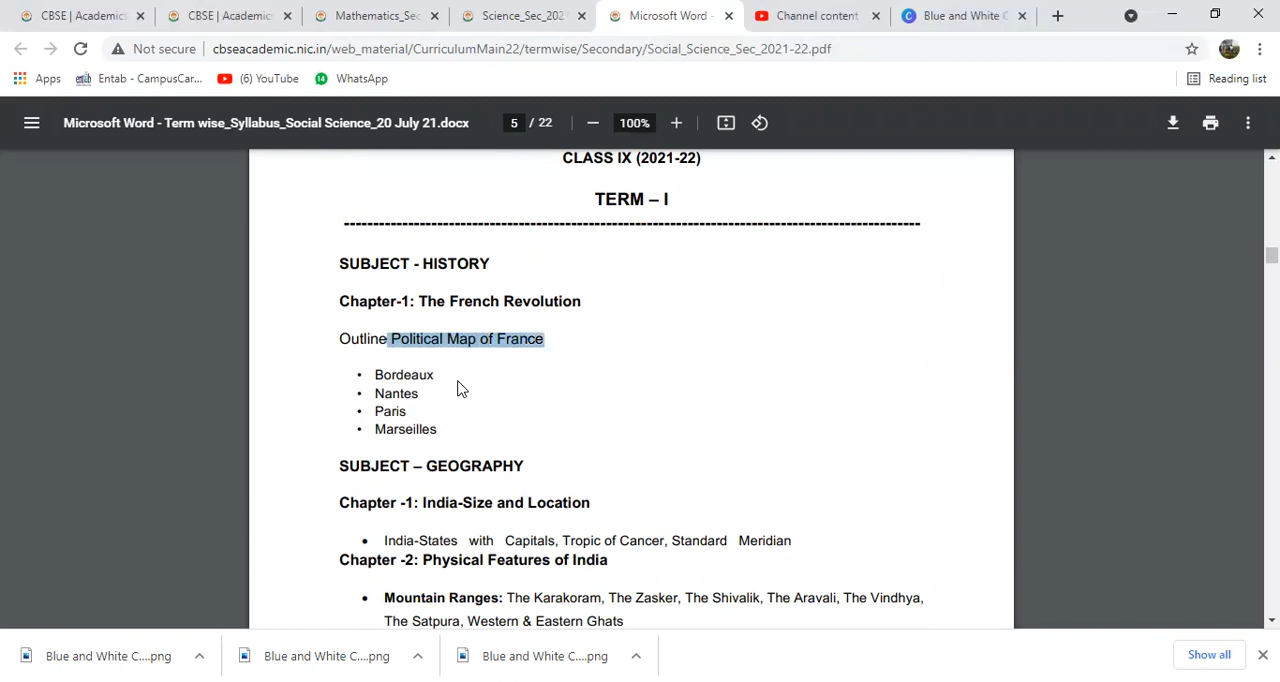 CBSE | Academics
CBSE | Academic
Mathematics_Sec
Science_Sec_202
Microsoft Word -
Channel content
Blue and White C
Not secure
cbseacademic.nic.in/web_material/CurriculumMain22/termwise/Secondary/Social_Science_Sec_2021-22.pdf
Apps
Entab - CampusCar...
(6) YouTube
14
WhatsApp
Reading list
Microsoft Word - Term wise_Syllabus_Social Science_20 July 21.docx
5 / 22
100%
CLASS IX (2021-22)
TERM – I
SUBJECT - HISTORY
Chapter-1: The French Revolution
Outline Political Map of France
• Bordeaux
• Nantes
• Paris
• Marseilles
SUBJECT – GEOGRAPHY
Chapter -1: India-Size and Location
• India-States with Capitals, Tropic of Cancer, Standard Meridian
Chapter -2: Physical Features of India
• Mountain Ranges: The Karakoram, The Zasker, The Shivalik, The Aravali, The Vindhya,
The Satpura, Western & Eastern Ghats
Blue and White C....png
Blue and White C....png
Blue and White C....png
Show all